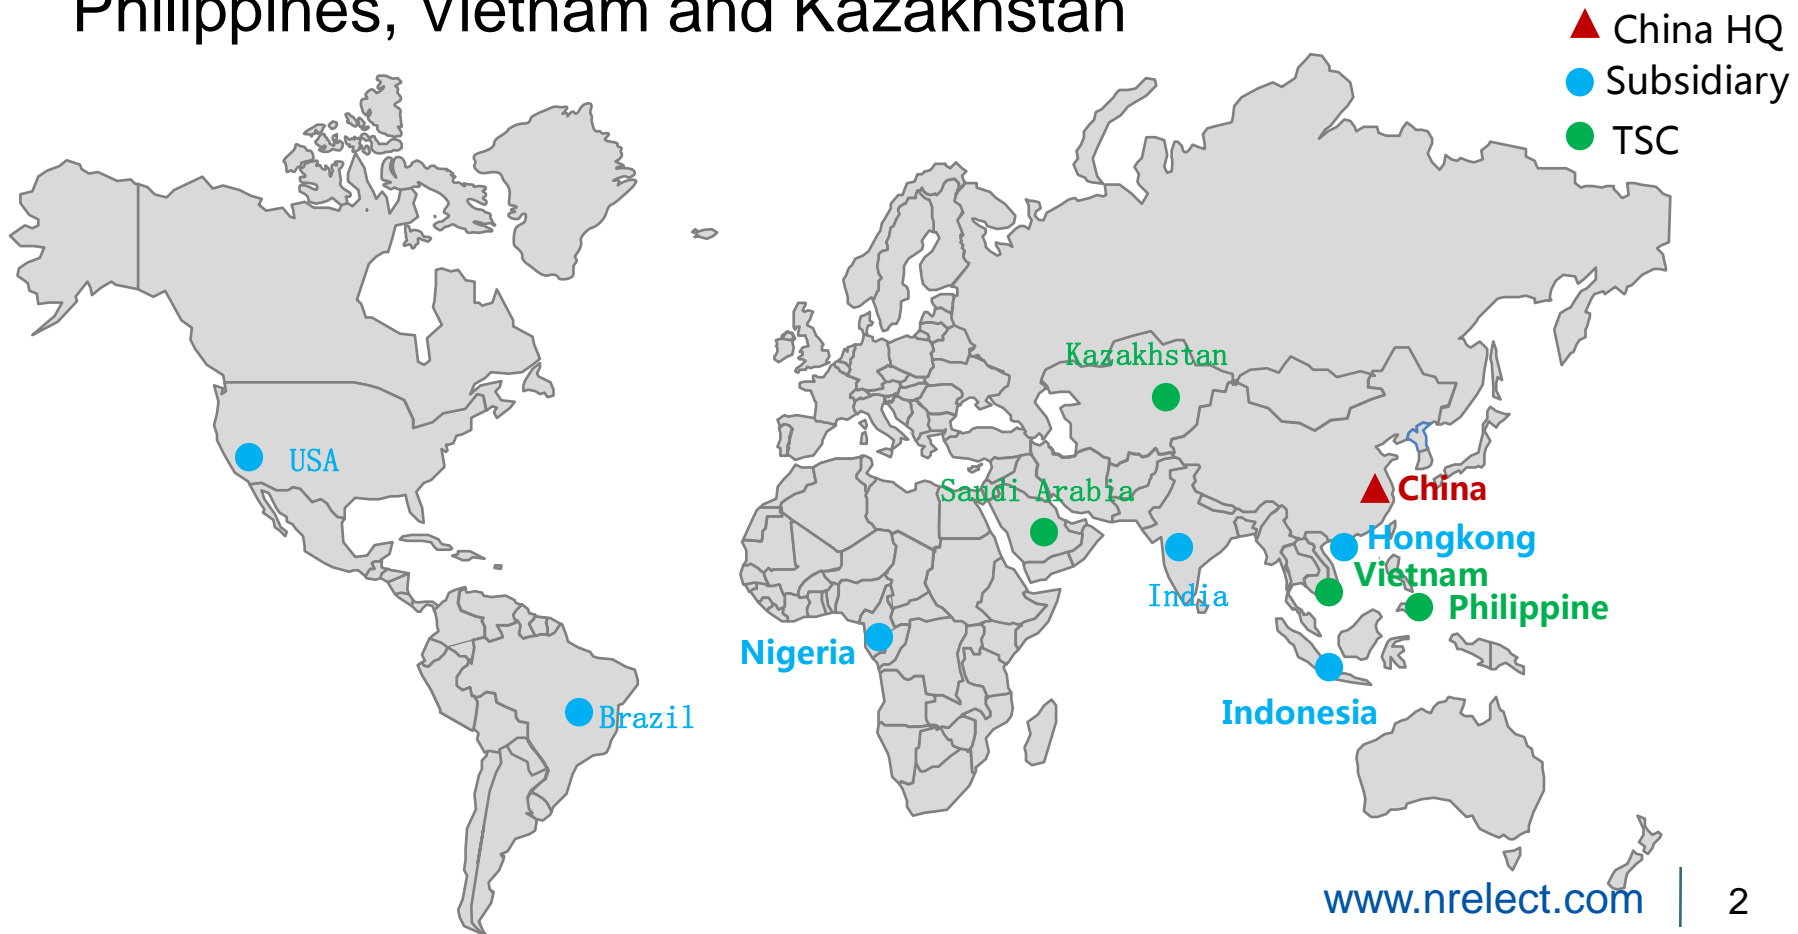 Philippines, Vietnam and Kazakhstan
China HQ
Subsidiary
TSC
Kazakhstan
USA
Saudi Arabia
China
Hongkong
Vietnam
India
Philippine
Nigeria
Indonesia
Brazil
www.nrelect.com
2